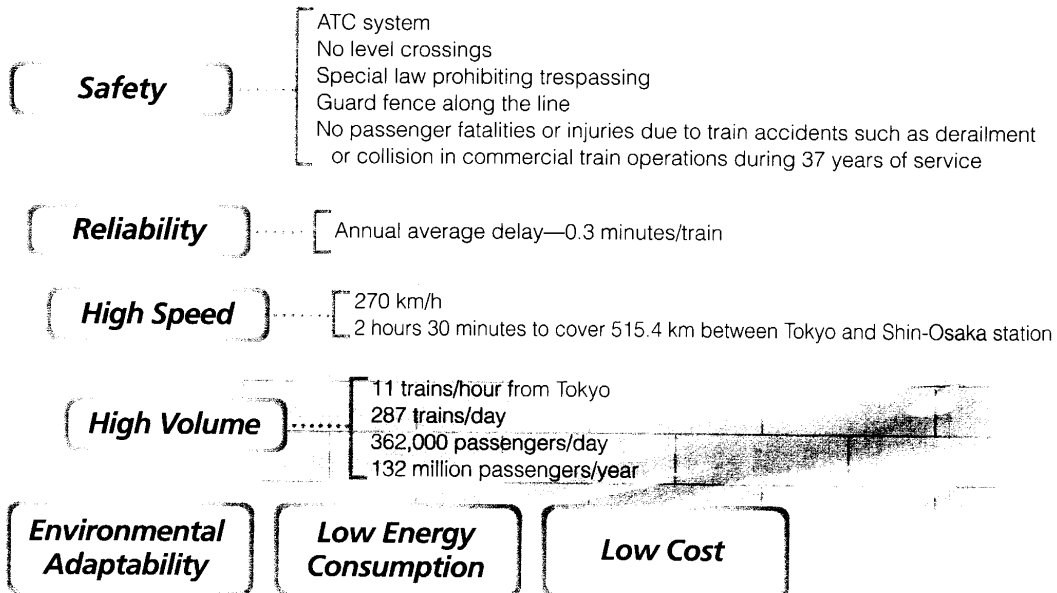 Safety
ATC system
No level crossings
Special law prohibiting trespassing
Guard fence along the line
No passenger fatalities or injuries due to train accidents such as derailment
or collision in commercial train operations during 37 years of service
Reliability
Annual average delay—0.3 minutes/train
High Speed
270 km/h
2 hours 30 minutes to cover 515.4 km between Tokyo and Shin-Osaka station
High Volume
11 trains/hour from Tokyo
287 trains/day
362,000 passengers/day
132 million passengers/year
Environmental
Adaptability
Low Energy
Consumption
Low Cost